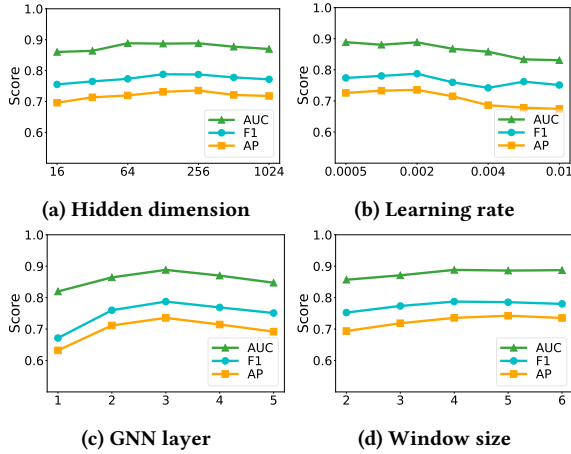 1.0
0.9
0.8
0.7
0.6
Score
AUC
F1
AP
16 64 256 1024
(a) Hidden dimension
1.0
0.9
0.8
0.7
0.6
Score
AUC
F1
AP
0.0005 0.002 0.004 0.01
(b) Learning rate
1.0
0.9
0.8
0.7
0.6
Score
AUC
F1
AP
1 2 3 4 5
(c) GNN layer
1.0
0.9
0.8
0.7
0.6
Score
AUC
F1
AP
2 3 4 5 6
(d) Window size